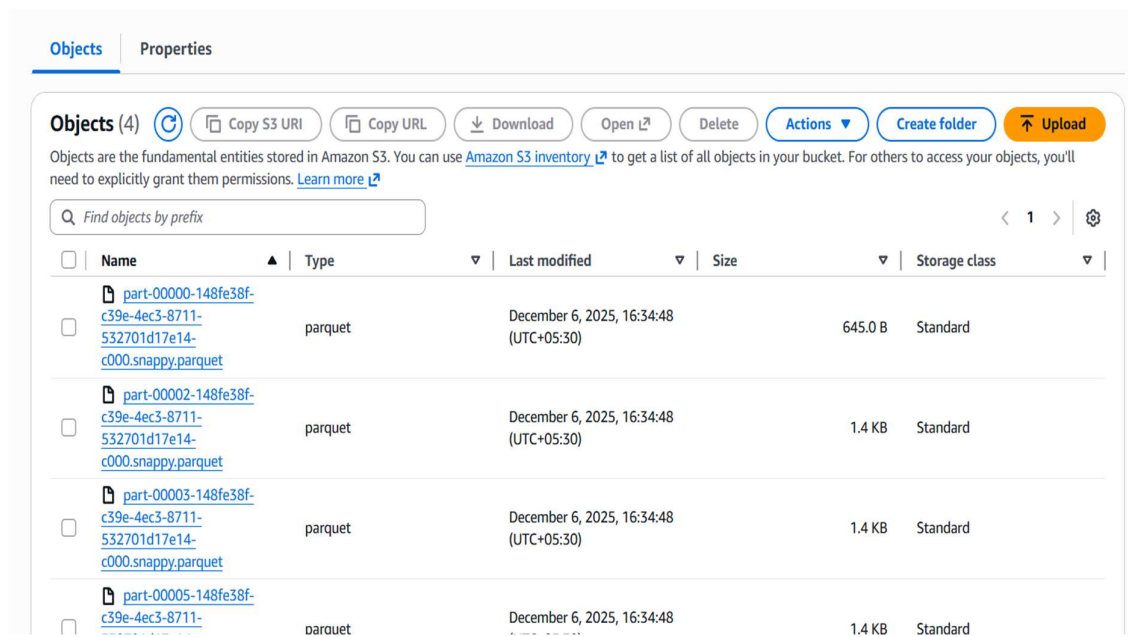 Objects
Properties
Objects (4)
Copy S3 URI
Copy URL
Download
Open
Delete
Actions
Create folder
Upload
Objects are the fundamental entities stored in Amazon S3. You can use Amazon S3 inventory to get a list of all objects in your bucket. For others to access your objects, you'll
need to explicitly grant them permissions. Learn more
Find objects by prefix
1
Name
Type
Last modified
Size
Storage class
part-00000-148fe38f-
c39e-4ec3-8711-
532701d17e14-
c000.snappy.parquet
parquet
December 6, 2025, 16:34:48
(UTC+05:30)
645.0 B
Standard
part-00002-148fe38f-
c39e-4ec3-8711-
532701d17e14-
c000.snappy.parquet
parquet
December 6, 2025, 16:34:48
(UTC+05:30)
1.4 KB
Standard
part-00003-148fe38f-
c39e-4ec3-8711-
532701d17e14-
c000.snappy.parquet
parquet
December 6, 2025, 16:34:48
(UTC+05:30)
1.4 KB
Standard
part-00005-148fe38f-
c39e-4ec3-8711-
parquet
December 6, 2025, 16:34:48
1.4 KB
Standard